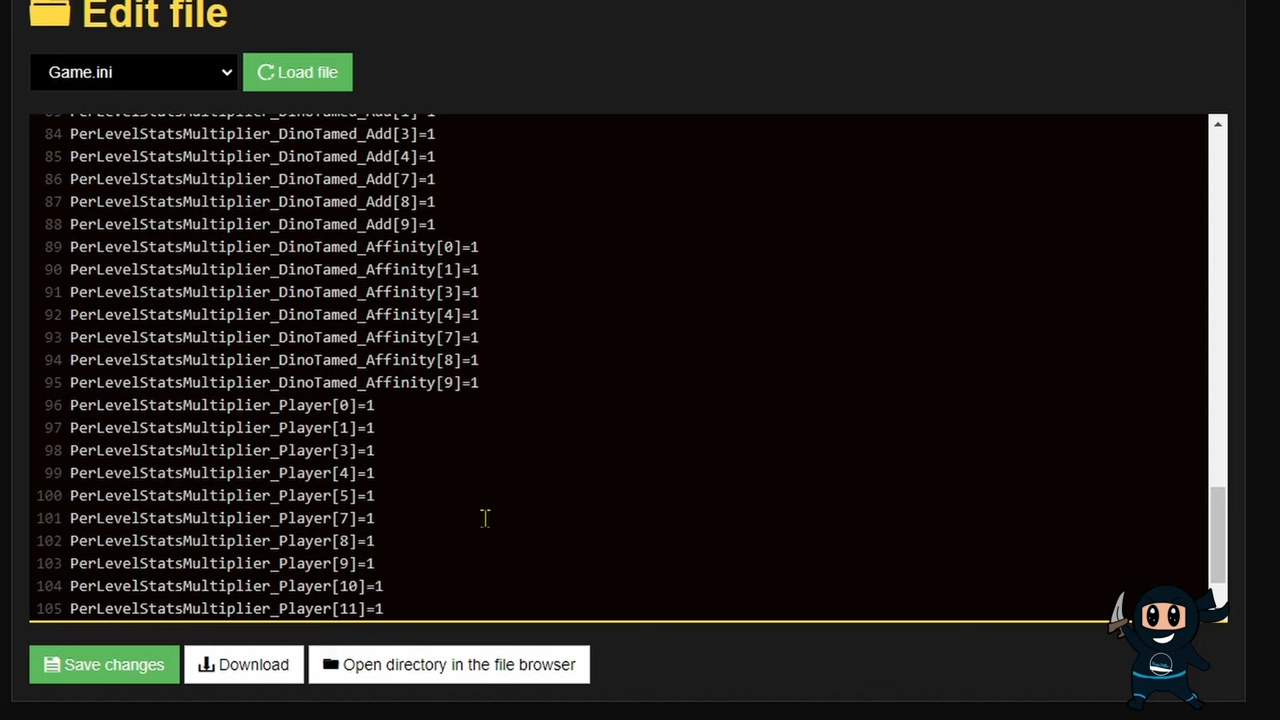 Edit file
Game.ini
Load file
84 PerLevelStatsMultiplier_DinoTamed_Add[3]=1
85 PerLevelStatsMultiplier_DinoTamed_Add[4]=1
86 PerLevelStatsMultiplier_DinoTamed_Add[7]=1
87 PerLevelStatsMultiplier_DinoTamed_Add[8]=1
88 PerLevelStatsMultiplier_DinoTamed_Add[9]=1
89 PerLevelStatsMultiplier_DinoTamed_Affinity[0]=1
90 PerLevelStatsMultiplier_DinoTamed_Affinity[1]=1
91 PerLevelStatsMultiplier_DinoTamed_Affinity[3]=1
92 PerLevelStatsMultiplier_DinoTamed_Affinity[4]=1
93 PerLevelStatsMultiplier_DinoTamed_Affinity[7]=1
94 PerLevelStatsMultiplier_DinoTamed_Affinity[8]=1
95 PerLevelStatsMultiplier_DinoTamed_Affinity[9]=1
96 PerLevelStatsMultiplier_Player[0]=1
97 PerLevelStatsMultiplier_Player[1]=1
98 PerLevelStatsMultiplier_Player[3]=1
99 PerLevelStatsMultiplier_Player[4]=1
100 PerLevelStatsMultiplier_Player[5]=1
101 PerLevelStatsMultiplier_Player[7]=1
102 PerLevelStatsMultiplier_Player[8]=1
103 PerLevelStatsMultiplier_Player[9]=1
104 PerLevelStatsMultiplier_Player[10]=1
105 PerLevelStatsMultiplier_Player[11]=1
Save changes
Download
Open directory in the file browser